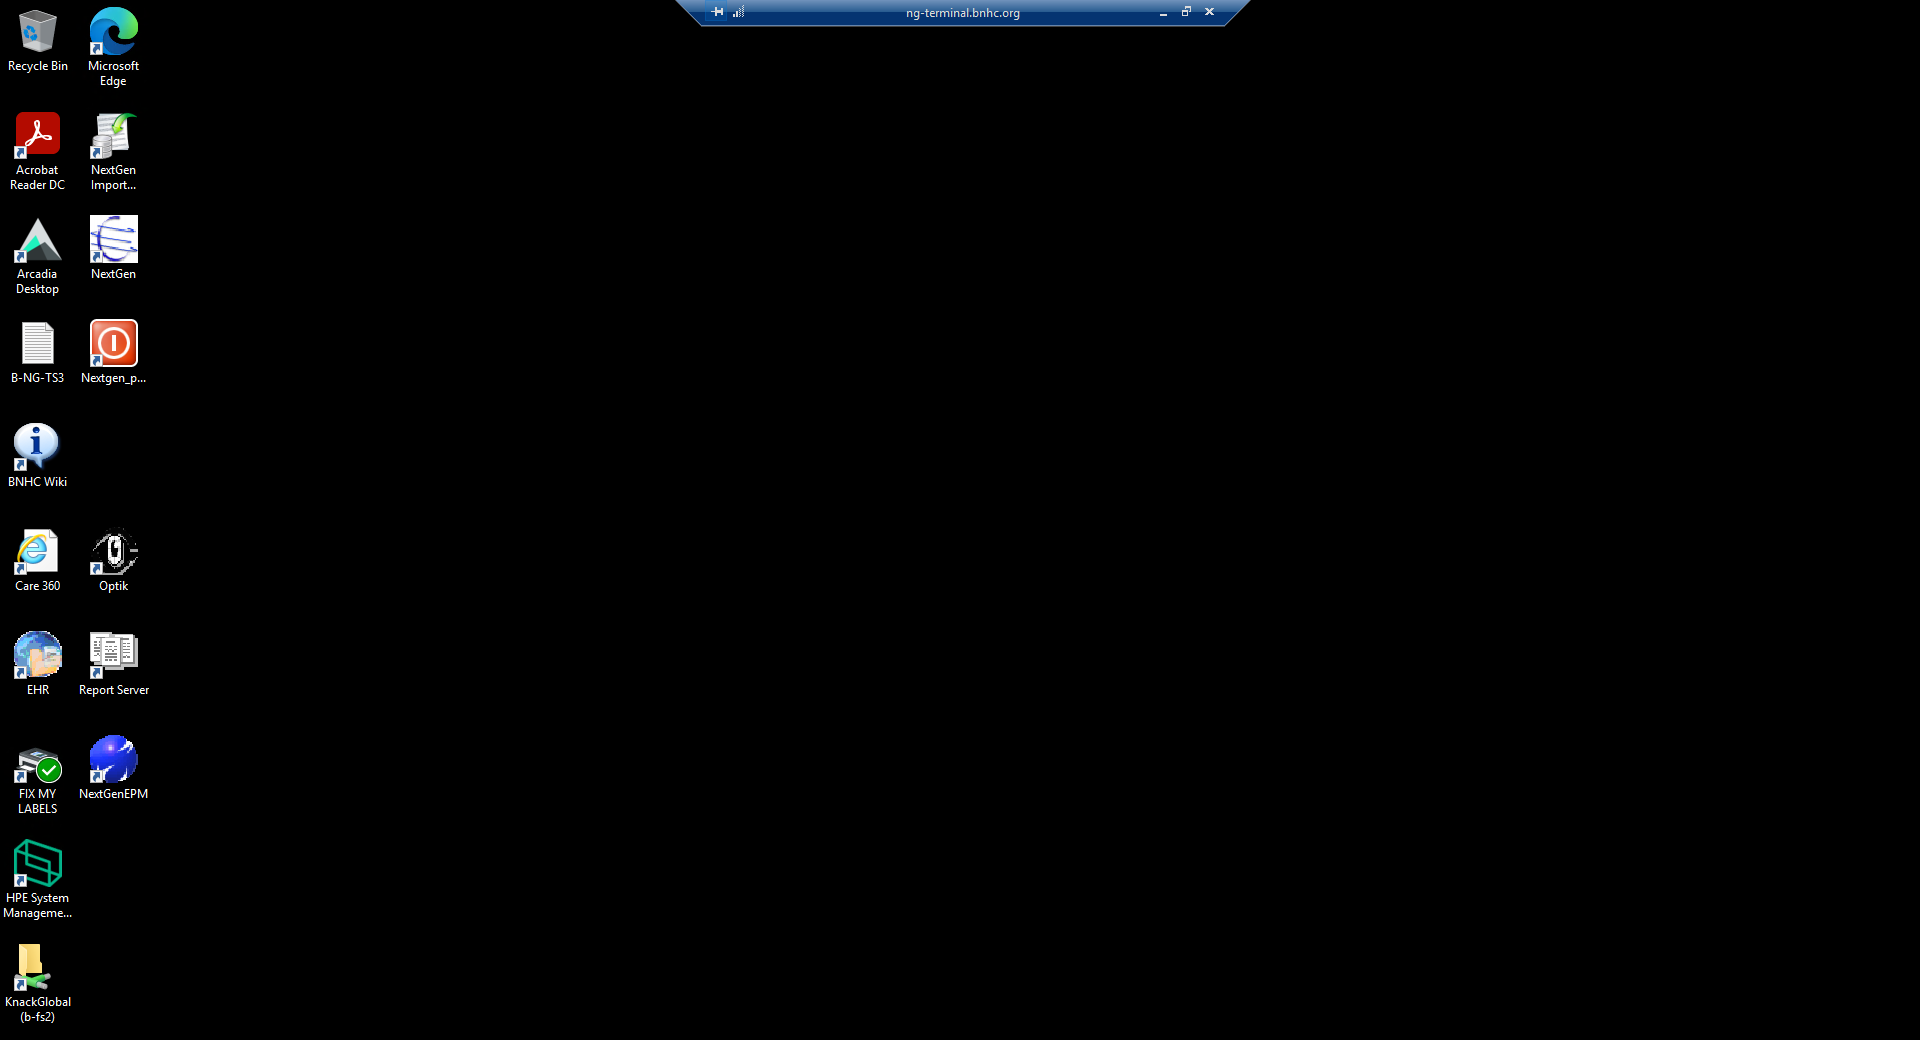 ng-terminal.bnhc.org
Recycle Bin
Microsoft
Edge
Acrobat
Reader DC
NextGen
Import...
Arcadia
Desktop
NextGen
B-NG-TS3
Nextgen_p...
BNHC Wiki
Care 360
Optik
EHR
Report Server
FIX MY
LABELS
NextGenEPM
HPE System
Manageme...
KnackGlobal
(b-fs2)